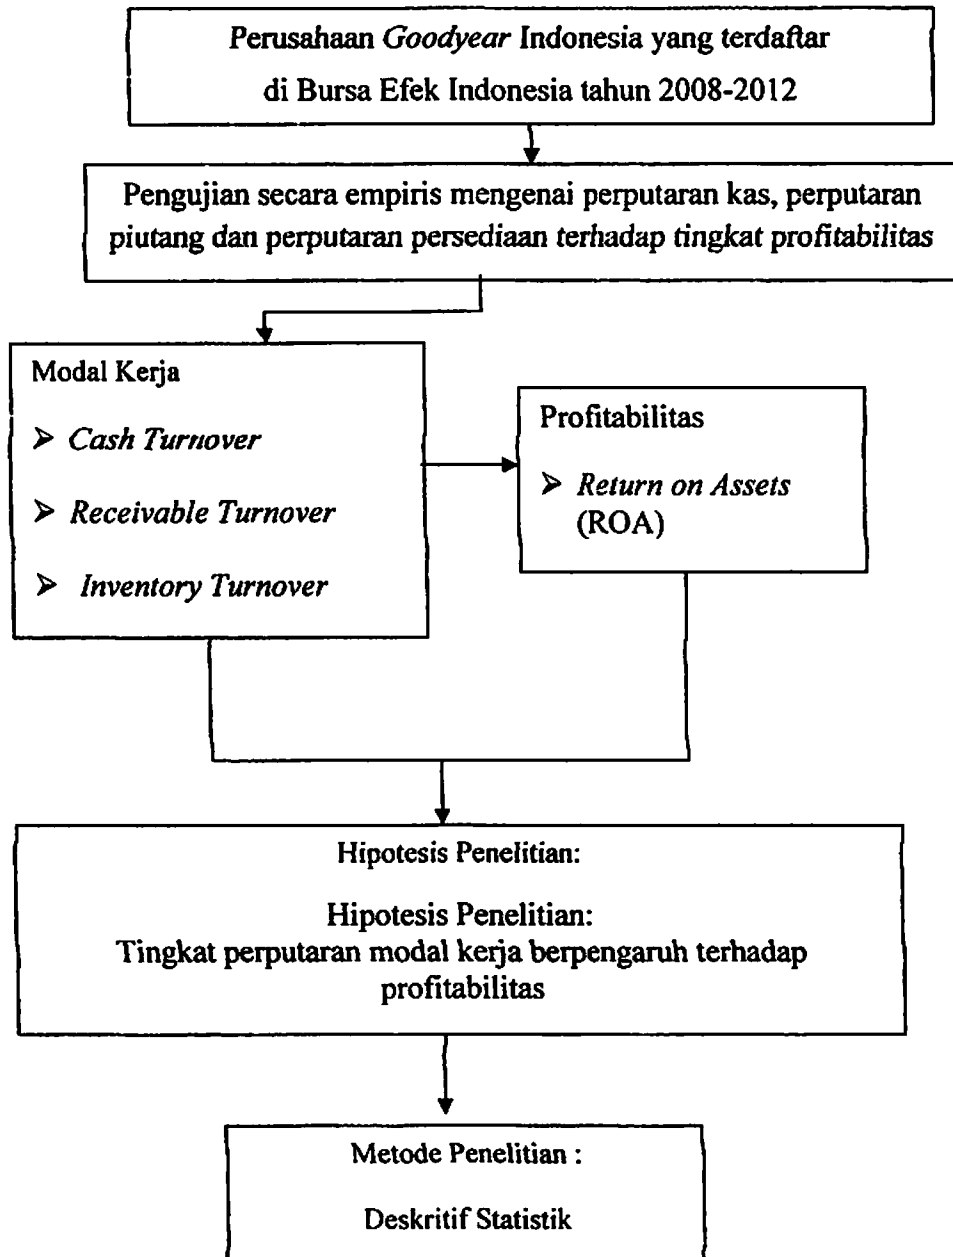 Perusahaan Goodyear Indonesia yang terdaftar
di Bursa Efek Indonesia tahun 2008-2012
Pengujian secara empiris mengenai perputaran kas, perputaran
piutang dan perputaran persediaan terhadap tingkat profitabilitas
Modal Kerja
➢ Cash Turnover
➢ Receivable Turnover
➢ Inventory Turnover
Profitabilitas
➢ Return on Assets
(ROA)
Hipotesis Penelitian:
Hipotesis Penelitian:
Tingkat perputaran modal kerja berpengaruh terhadap
profitabilitas
Metode Penelitian :
Deskritif Statistik